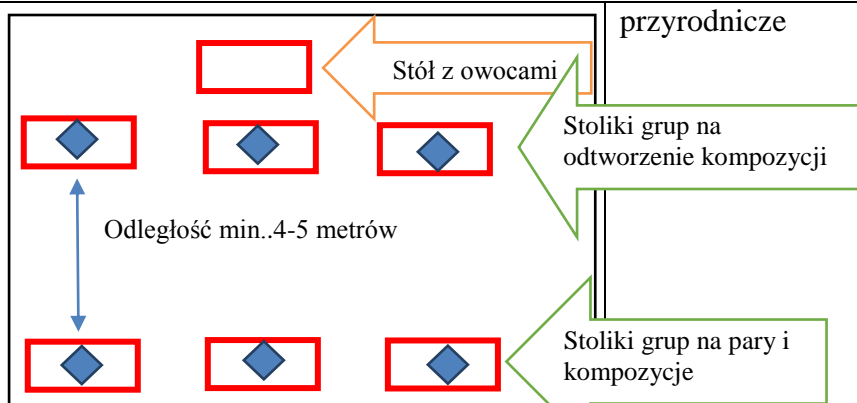 przyrodnicze
Stół z owocami
Stoliki grup na
odtworzenie kompozycji
Odległość min..4-5 metrów
Stoliki grup na pary i
kompozycje